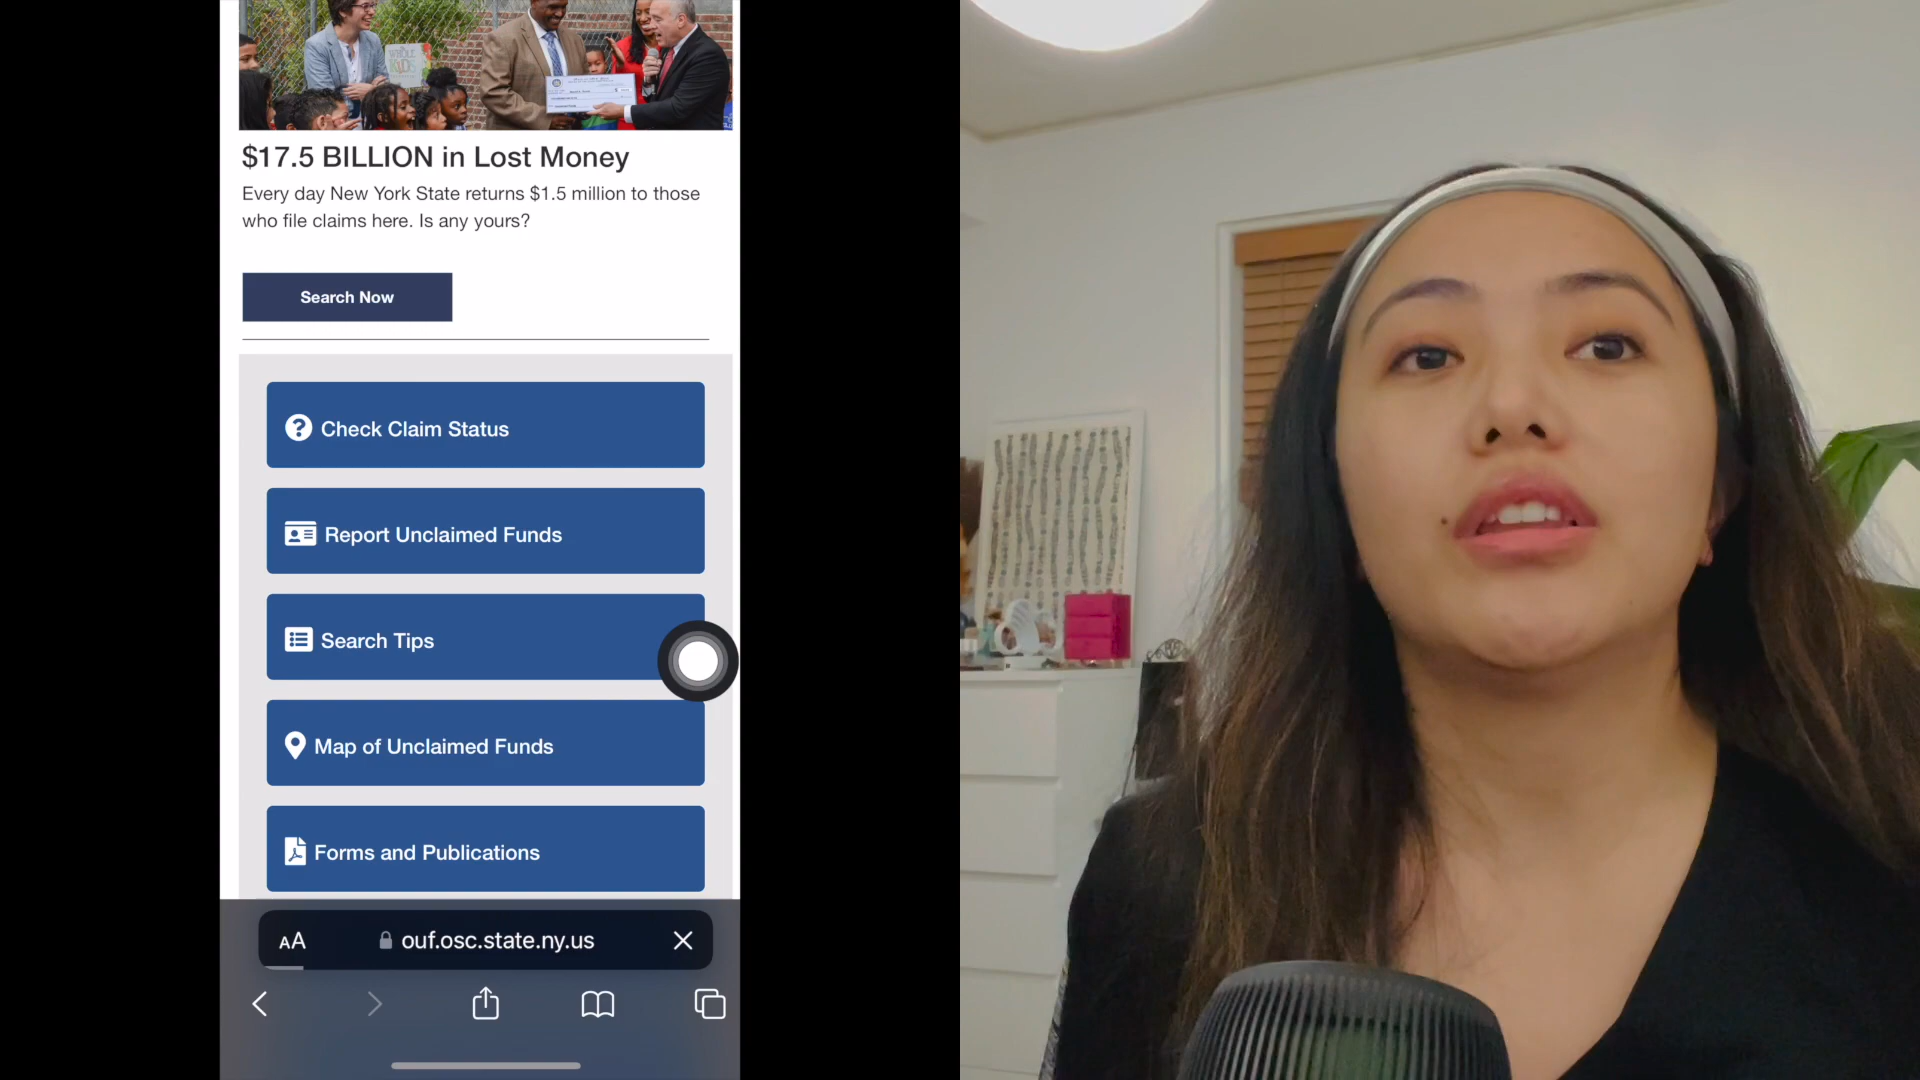 WHOLE
KIDS
$17.5 BILLION in Lost Money
Every day New York State returns $1.5 million to those
who file claims here. Is any yours?
Search Now
Check Claim Status
Report Unclaimed Funds
Search Tips
Map of Unclaimed Funds
Forms and Publications
AA
ouf.osc.state.ny.us